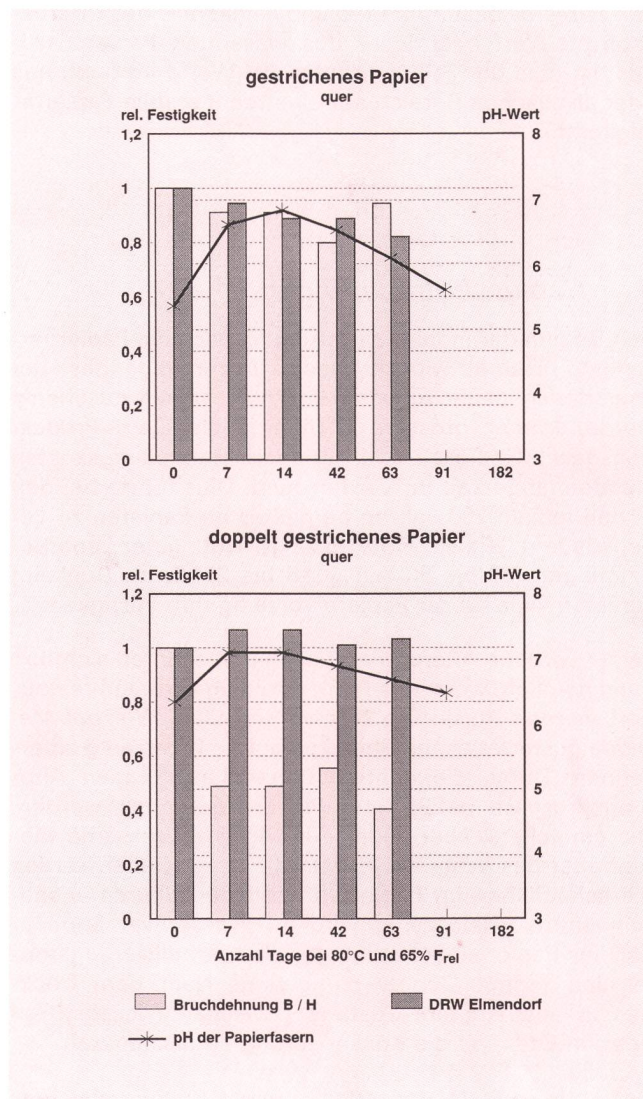 gestrichenes Papier
quer
rel. Festigkeit pH-Wert
1,2 8
1 7
0,8 6
0,6 5
0,4 4
0,2
0 3
0 7 14 42 63 91 182
doppelt gestrichenes Papier
quer
rel. Festigkeit pH-Wert
1,2 8
1 7
0,8 6
0,6 5
0,4 4
0,2
0 3
0 7 14 42 63 91 182
Anzahl Tage bei 80°C und 65% Frel
Bruchdehnung B / H DRW Elmendorf
pH der Papierfasern